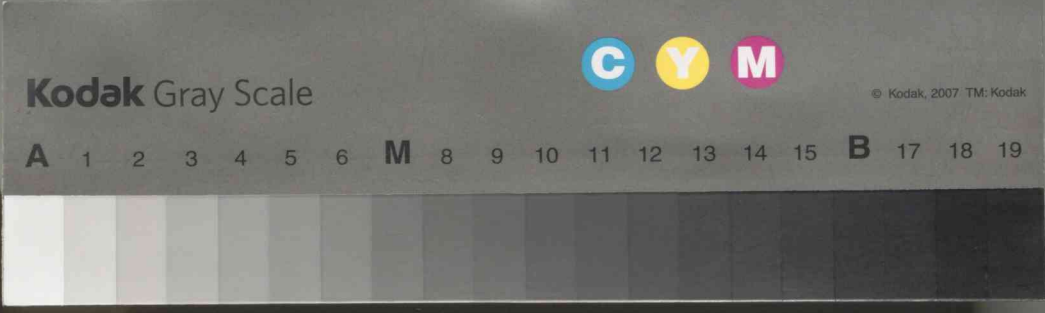 C Y M
Kodak Gray Scale
© Kodak, 2007 TM: Kodak
A 1 2 3 4 5 6 M 8 9 10 11 12 13 14 15 B 17 18 19